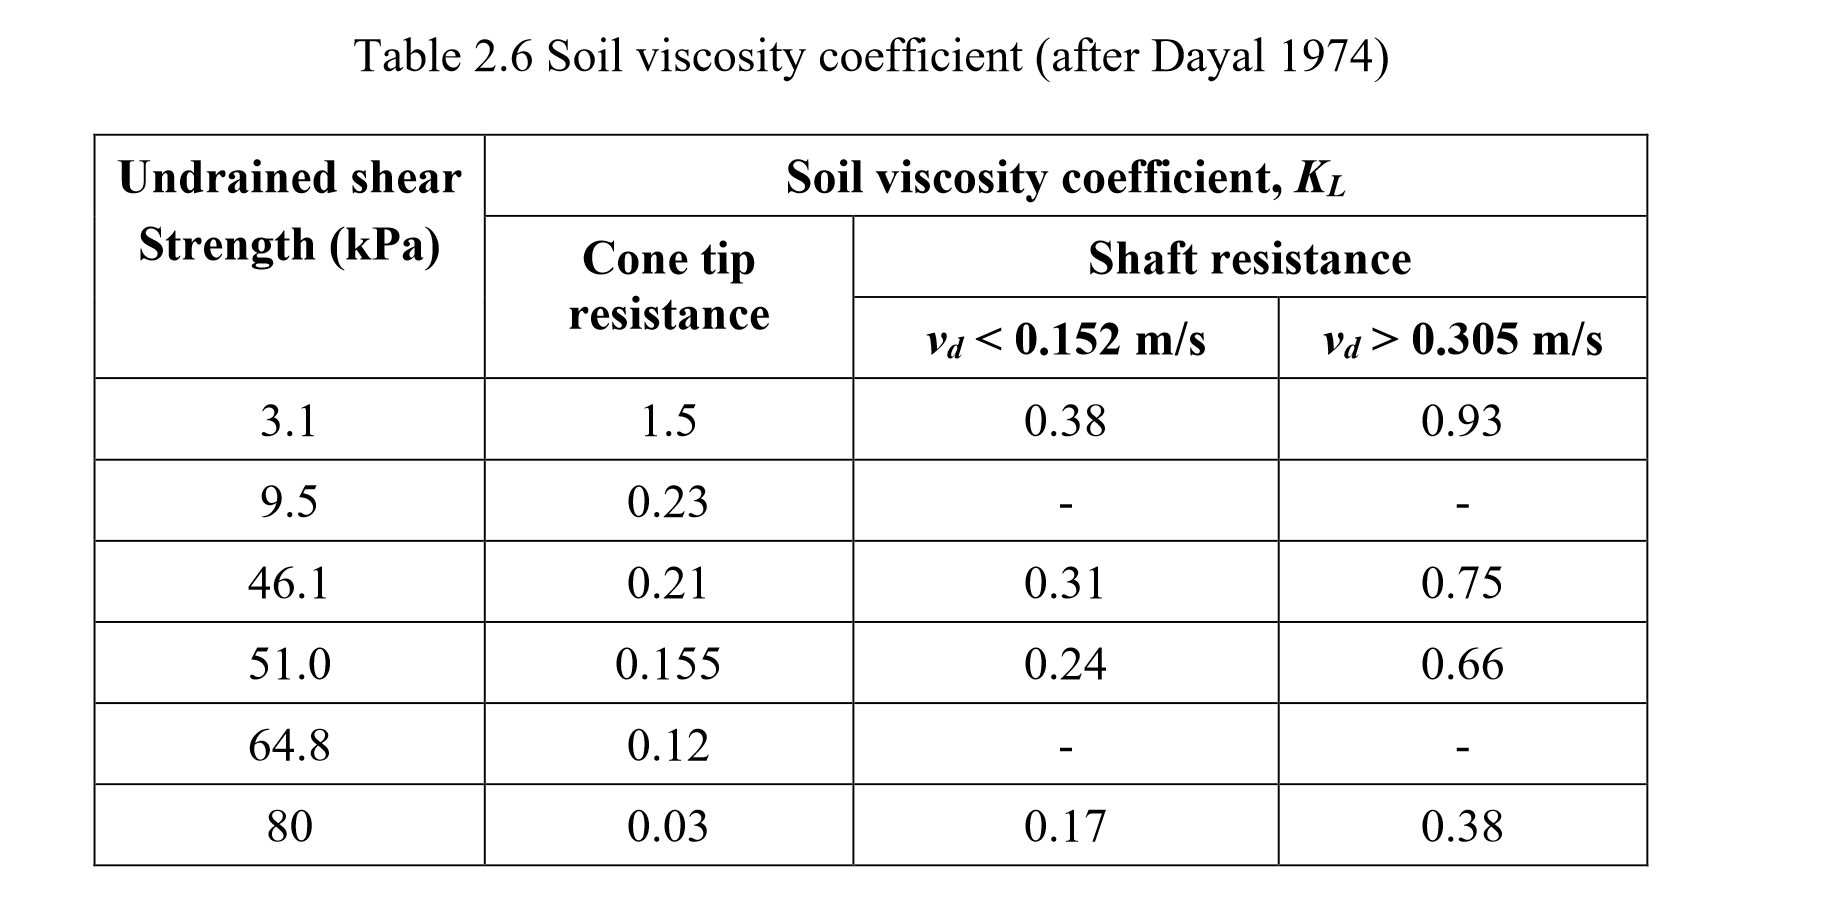 Table 2.6 Soil viscosity coefficient (after Dayal 1974)
Undrained shear
Strength (kPa)
Soil viscosity coefficient, K_L
Cone tip
resistance
Shaft resistance
v_d < 0.152 m/s
v_d > 0.305 m/s
3.1 1.5 0.38 0.93
9.5 0.23 - -
46.1 0.21 0.31 0.75
51.0 0.155 0.24 0.66
64.8 0.12 - -
80 0.03 0.17 0.38